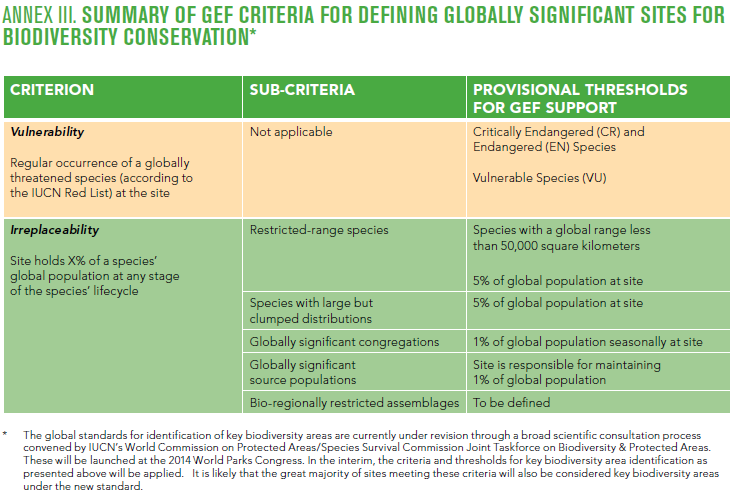 ANNEX III. SUMMARY OF GEF CRITERIA FOR DEFINING GLOBALLY SIGNIFICANT SITES FOR
BIODIVERSITY CONSERVATION*
CRITERION
SUB-CRITERIA
PROVISIONAL THRESHOLDS
FOR GEF SUPPORT
Vulnerability
Regular occurrence of a globally
threatened species (according to
the IUCN Red List) at the site
Not applicable
Critically Endangered (CR) and
Endangered (EN) Species
Vulnerable Species (VU)
Irreplaceability
Site holds X% of a species'
global population at any stage
of the species' lifecycle
Restricted-range species
Species with a global range less
than 50,000 square kilometers
5% of global population at site
Species with large but
clumped distributions
5% of global population at site
Globally significant congregations
1% of global population seasonally at site
Globally significant
source populations
Site is responsible for maintaining
1% of global population
Bio-regionally restricted assemblages
To be defined
* The global standards for identification of key biodiversity areas are currently under revision through a broad scientific consultation process
convened by IUCN's World Commission on Protected Areas/Species Survival Commission Joint Taskforce on Biodiversity & Protected Areas.
These will be launched at the 2014 World Parks Congress. In the interim, the criteria and thresholds for key biodiversity area identification as
presented above will be applied. It is likely that the great majority of sites meeting these criteria will also be considered key biodiversity areas
under the new standard.